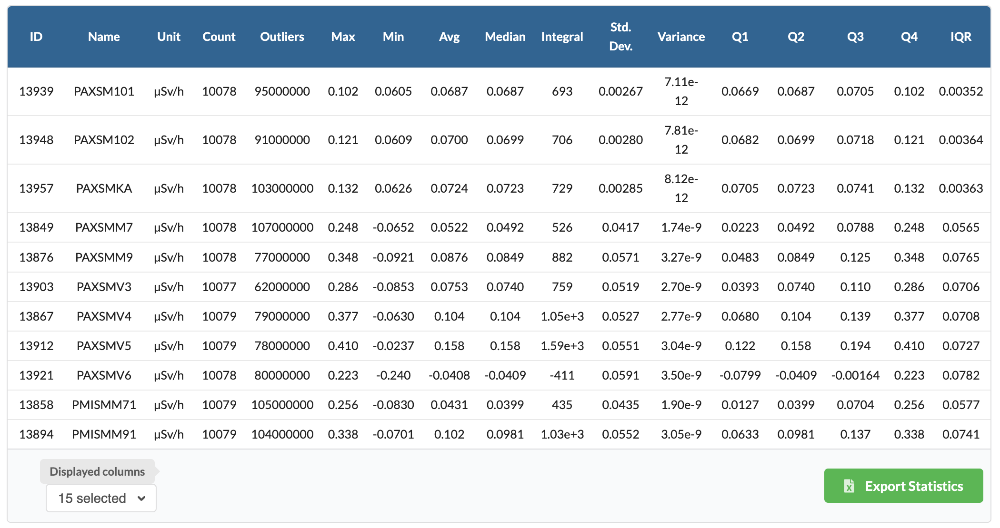 ID Name Unit Count Outliers Max Min Avg Median Integral Std. Dev. Variance Q1 Q2 Q3 Q4 IQR
13939 PAXSM101 µSv/h 10078 95000000 0.102 0.0605 0.0687 0.0687 693 0.00267 7.11e-12 0.0669 0.0687 0.0705 0.102 0.00352
13948 PAXSM102 µSv/h 10078 91000000 0.121 0.0609 0.0700 0.0699 706 0.00280 7.81e-12 0.0682 0.0699 0.0718 0.121 0.00364
13957 PAXSMKA µSv/h 10078 103000000 0.132 0.0626 0.0724 0.0723 729 0.00285 8.12e-12 0.0705 0.0723 0.0741 0.132 0.00363
13849 PAXSMM7 µSv/h 10078 107000000 0.248 -0.0652 0.0522 0.0492 526 0.0417 1.74e-9 0.0223 0.0492 0.0788 0.248 0.0565
13876 PAXSMM9 µSv/h 10078 77000000 0.348 -0.0921 0.0876 0.0849 882 0.0571 3.27e-9 0.0483 0.0849 0.125 0.348 0.0765
13903 PAXSMV3 µSv/h 10077 62000000 0.286 -0.0853 0.0753 0.0740 759 0.0519 2.70e-9 0.0393 0.0740 0.110 0.286 0.0706
13867 PAXSMV4 µSv/h 10079 79000000 0.377 -0.0630 0.104 0.104 1.05e+3 0.0527 2.77e-9 0.0680 0.104 0.139 0.377 0.0708
13912 PAXSMV5 µSv/h 10079 78000000 0.410 -0.0237 0.158 0.158 1.59e+3 0.0551 3.04e-9 0.122 0.158 0.194 0.410 0.0727
13921 PAXSMV6 µSv/h 10078 80000000 0.223 -0.240 -0.0408 -0.0409 -411 0.0591 3.50e-9 -0.0799 -0.0409 -0.00164 0.223 0.0782
13858 PMISMM71 µSv/h 10079 105000000 0.256 -0.0830 0.0431 0.0399 435 0.0435 1.90e-9 0.0127 0.0399 0.0704 0.256 0.0577
13894 PMISMM91 µSv/h 10079 104000000 0.338 -0.0701 0.102 0.0981 1.03e+3 0.0552 3.05e-9 0.0633 0.0981 0.137 0.338 0.0741
Displayed columns
15 selected
Export Statistics